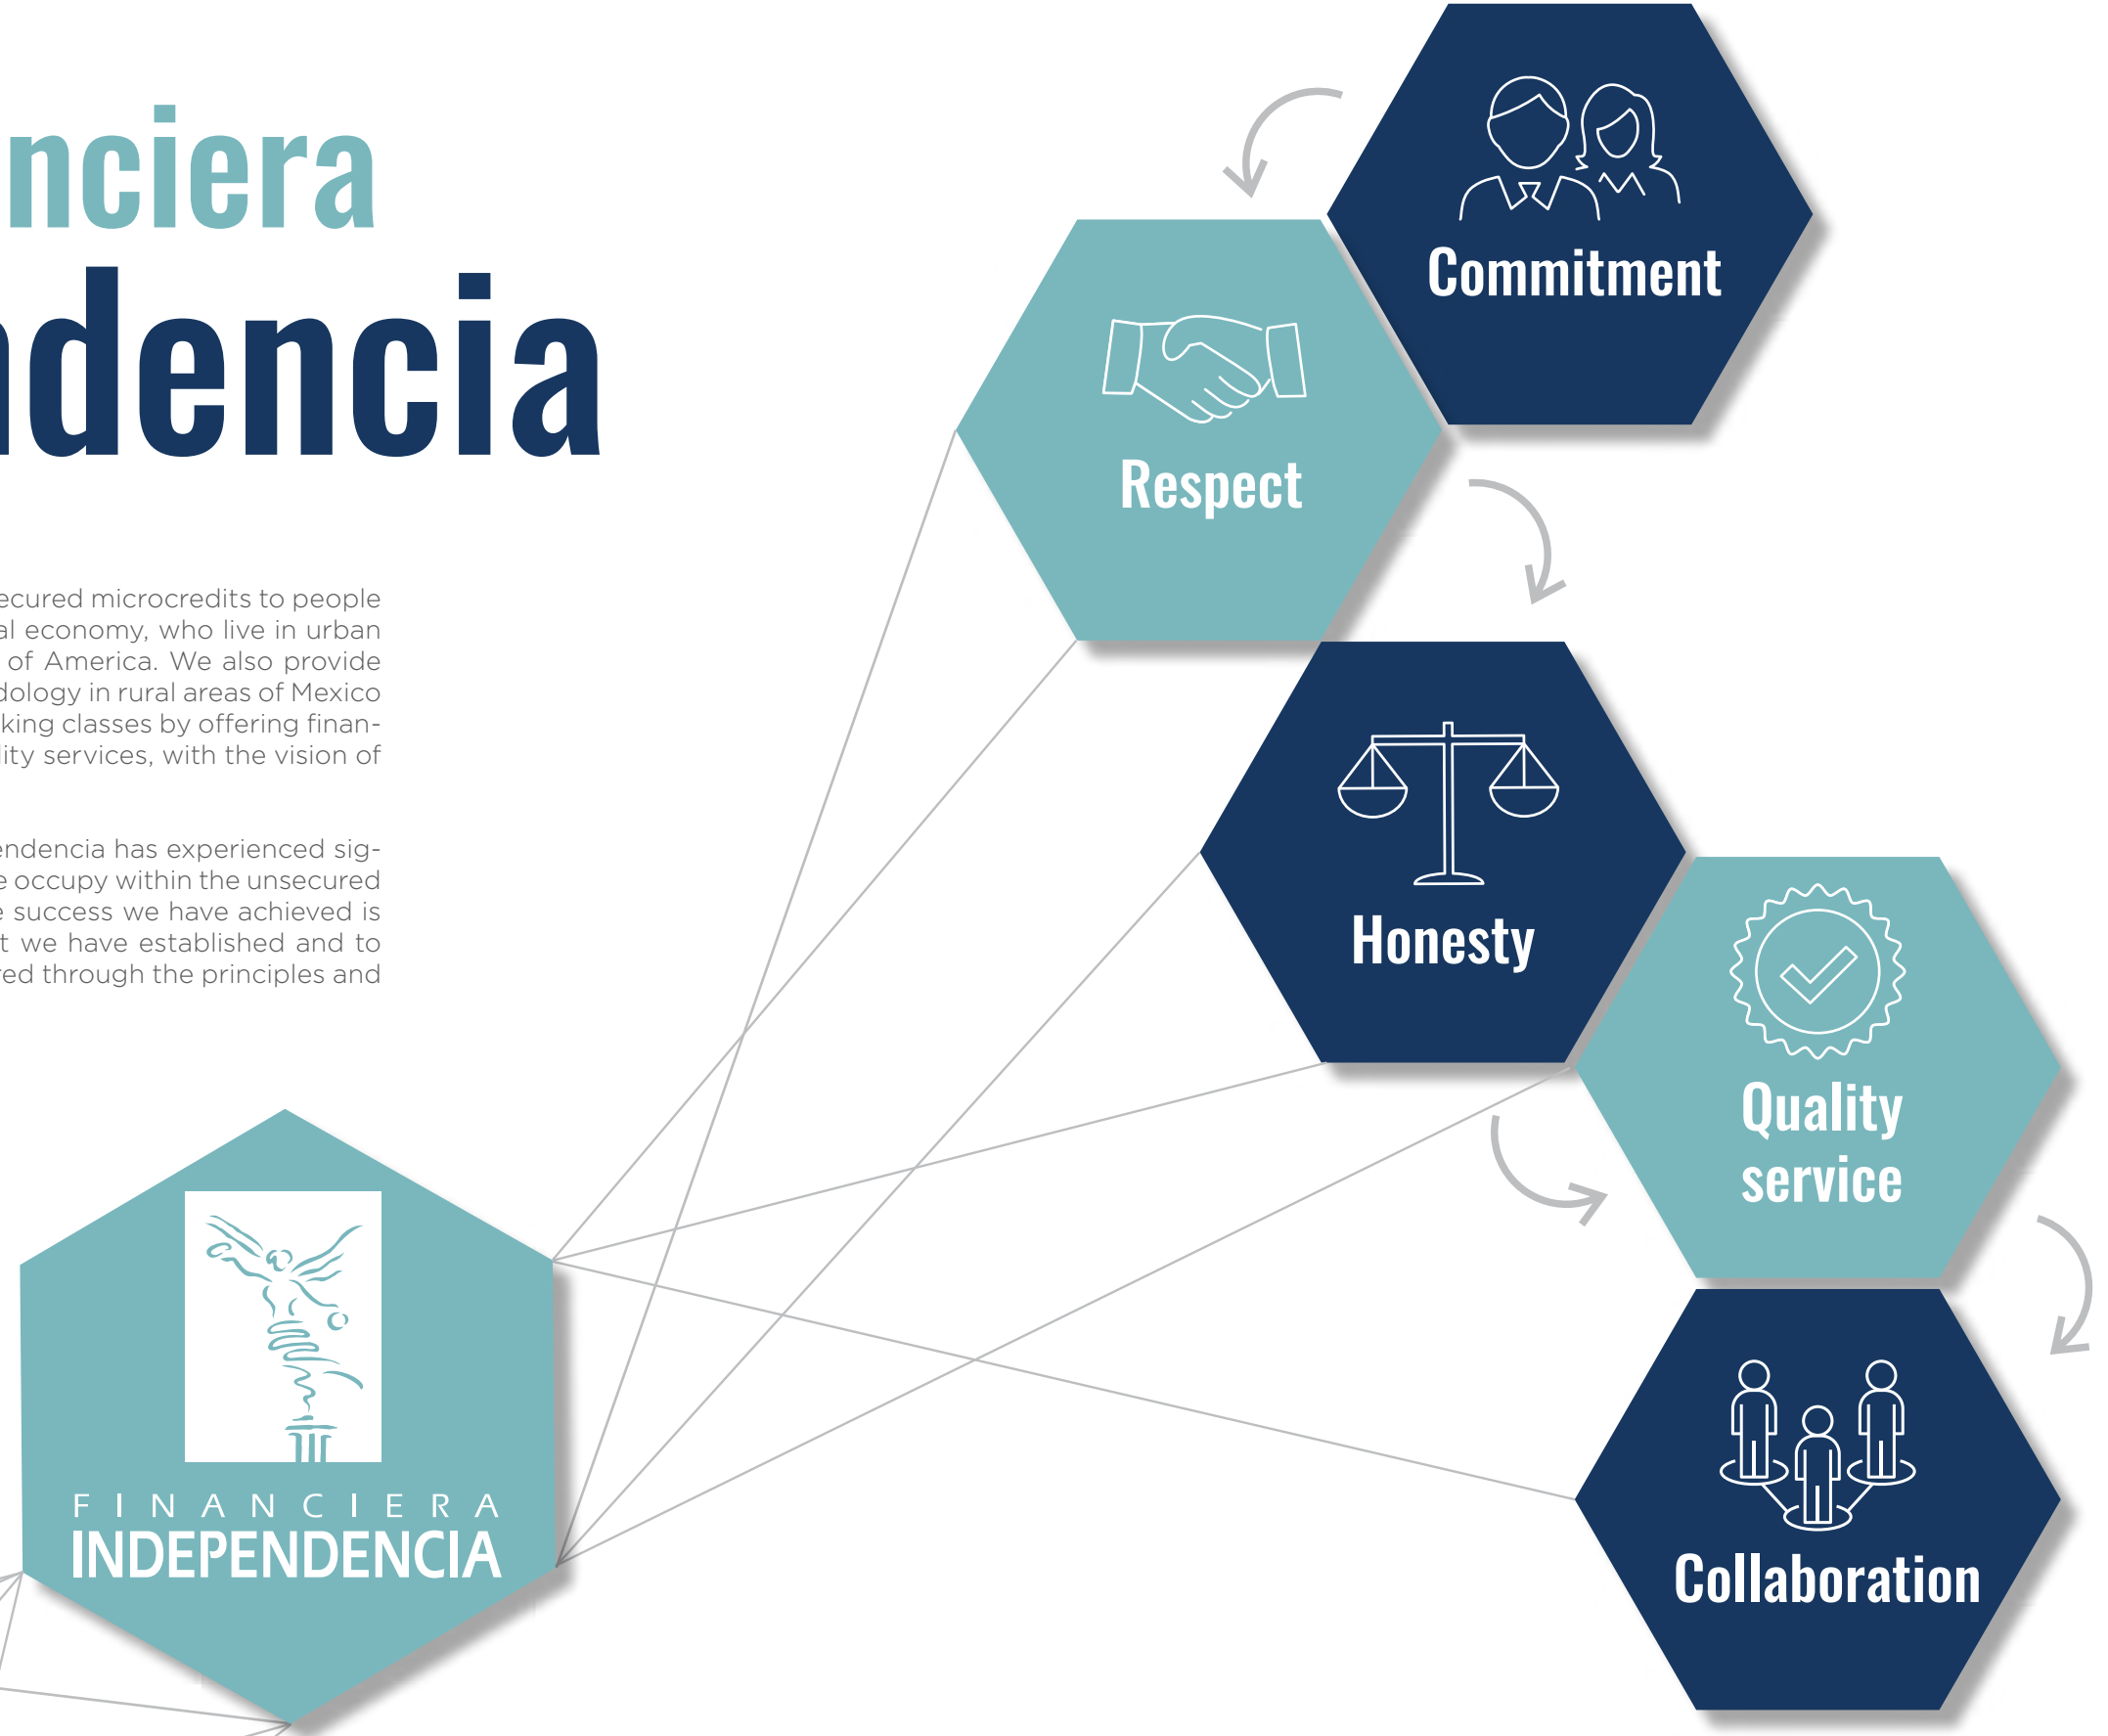 nciera
ndencia
ecured microcredits to people
al economy, who live in urban
of America. We also provide
dology in rural areas of Mexico
king classes by offering finan-
lity services, with the vision of
endencia has experienced sig-
e occupy within the unsecured
e success we have achieved is
t we have established and to
red through the principles and
Commitment
Respect
Honesty
Quality
service
Collaboration
FINANCIERA
INDEPENDENCIA